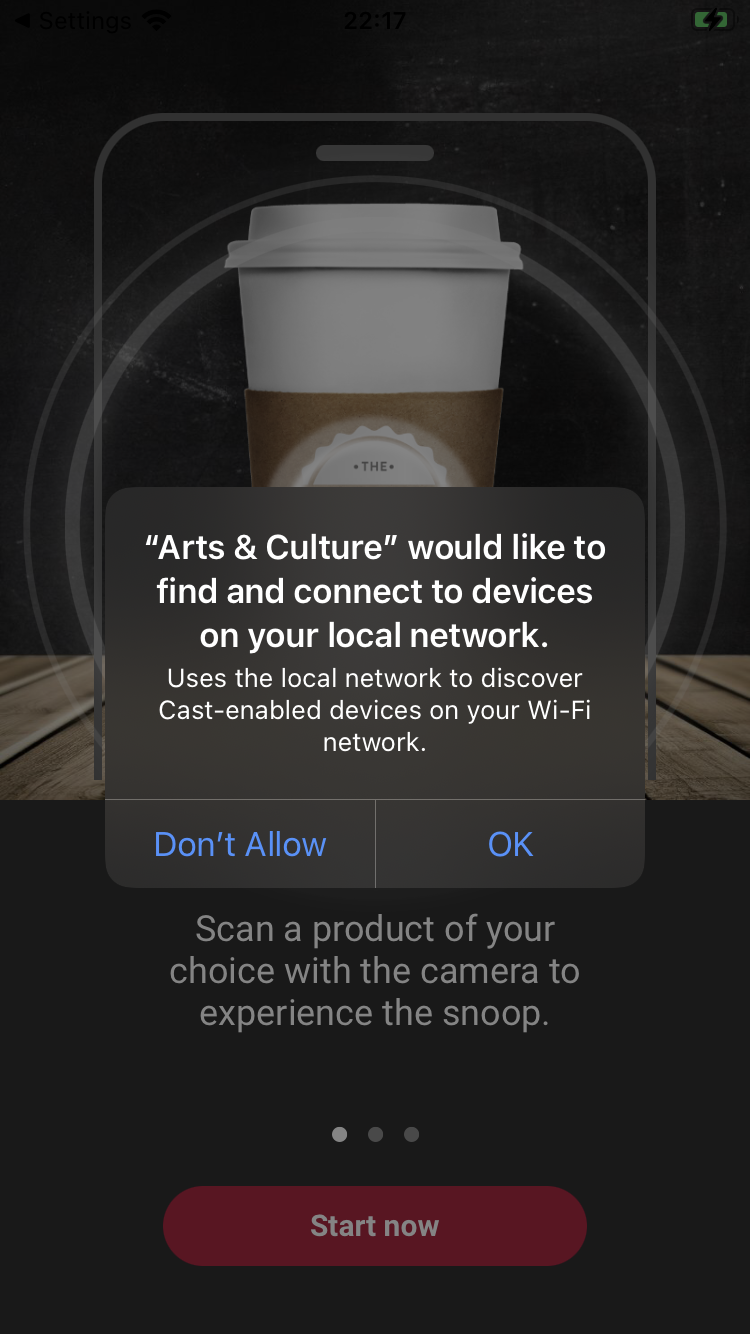 Settings
22:17
•THE•
“Arts & Culture” would like to
find and connect to devices
on your local network.
Uses the local network to discover
Cast-enabled devices on your Wi-Fi
network.
Don’t Allow
OK
Scan a product of your
choice with the camera to
experience the snoop.
Start now